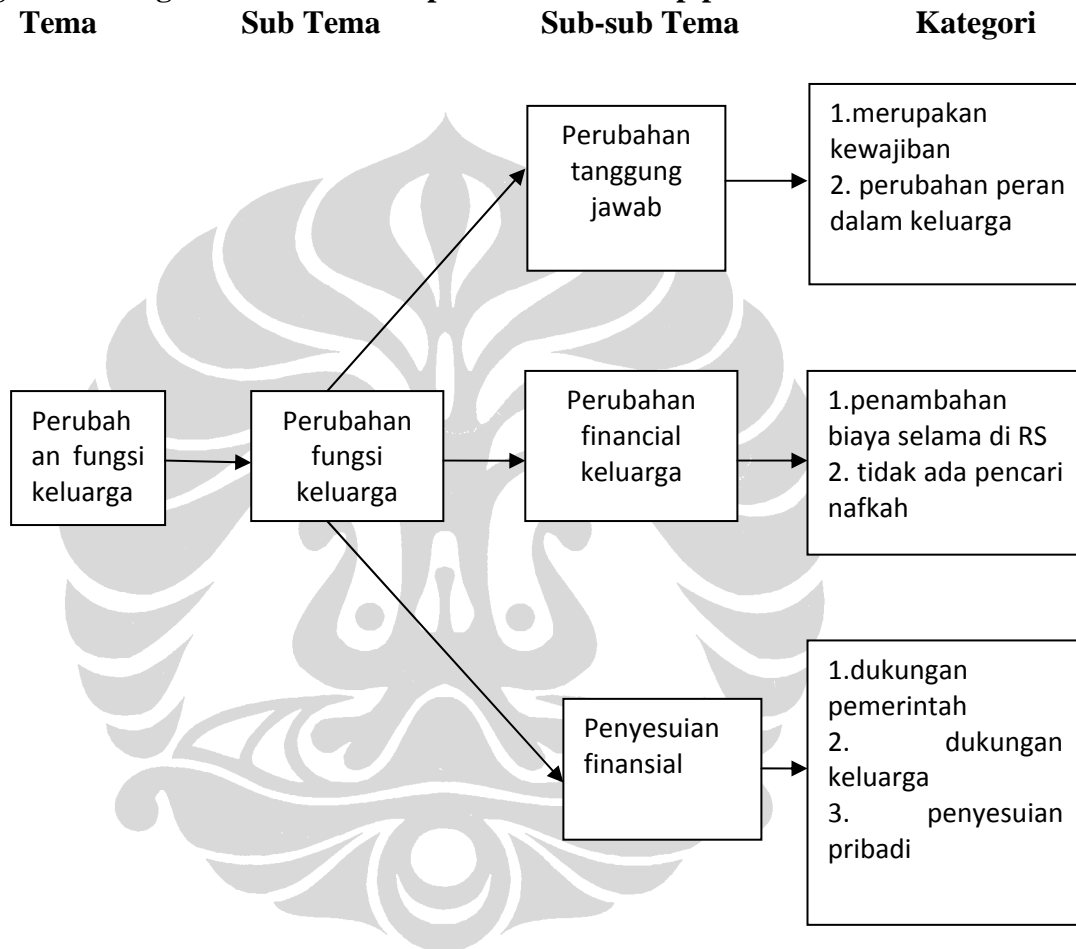 Tema Sub Tema Sub-sub Tema Kategori
Perubahan
tanggung
jawab
1.merupakan
kewajiban
2. perubahan peran
dalam keluarga
Perubah
an fungsi
keluarga
Perubahan
fungsi
keluarga
Perubahan
financial
keluarga
1.penambahan
biaya selama di RS
2. tidak ada pencari
nafkah
Penyesuian
finansial
1.dukungan
pemerintah
2. dukungan
keluarga
3. penyesuian
pribadi